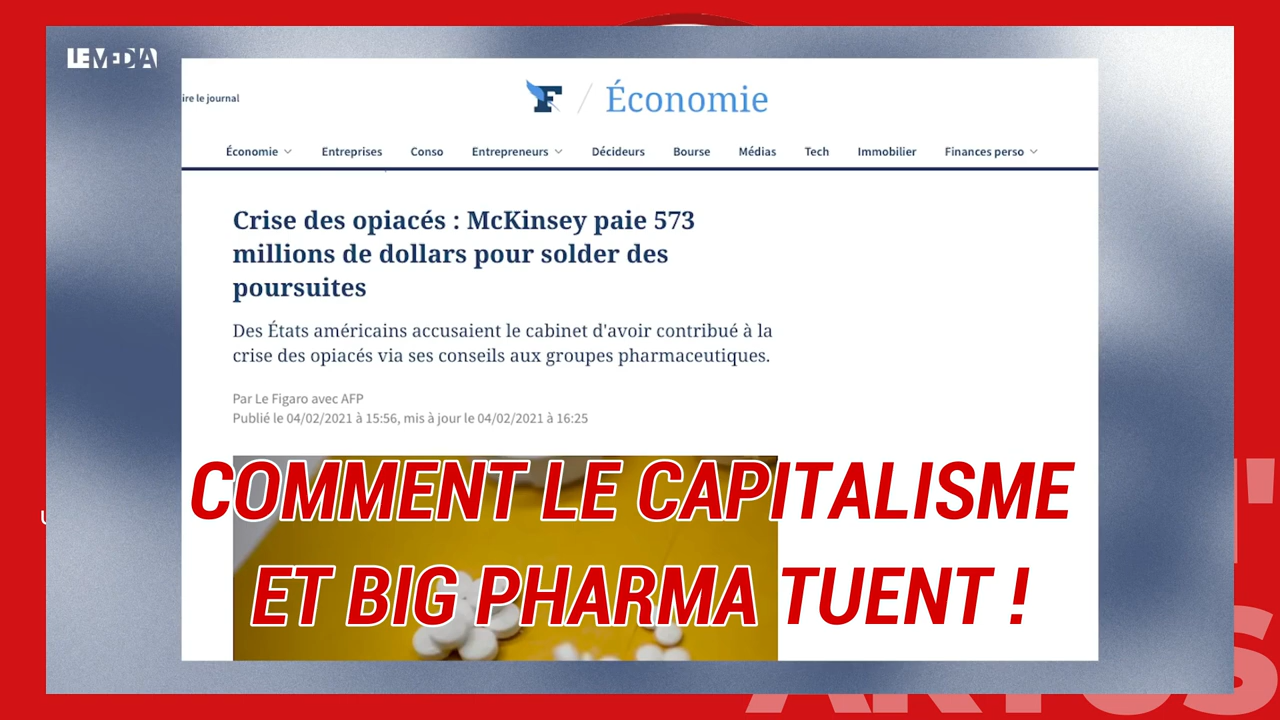 LEMEDIA
ire le journal
F / Économie
Économie Entreprises Conso Entrepreneurs Décideurs Bourse Médias Tech Immobilier Finances perso
Crise des opiacés : McKinsey paie 573
millions de dollars pour solder des
poursuites
Des États américains accusaient le cabinet d'avoir contribué à la
crise des opiacés via ses conseils aux groupes pharmaceutiques.
Par Le Figaro avec AFP
Publié le 04/02/2021 à 15:56, mis à jour le 04/02/2021 à 16:25
COMMENT LE CAPITALISME
ET BIG PHARMA TUENT !